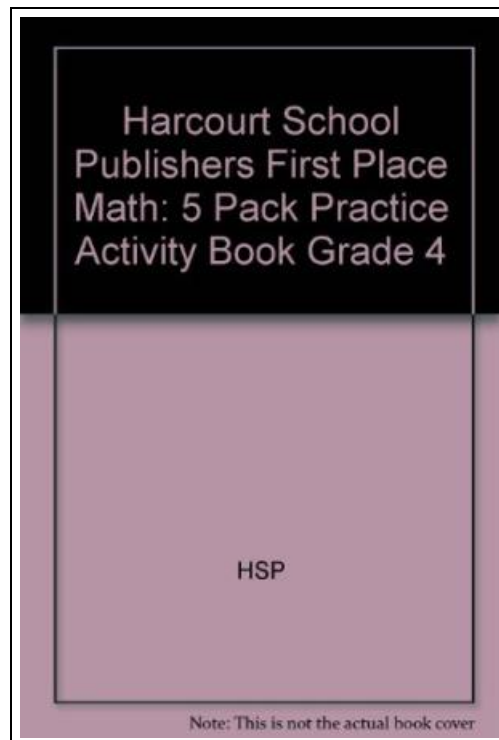 Harcourt School
Publishers First Place
Math: 5 Pack Practice
Activity Book Grade 4
HSP
Note: This is not the actual book cover